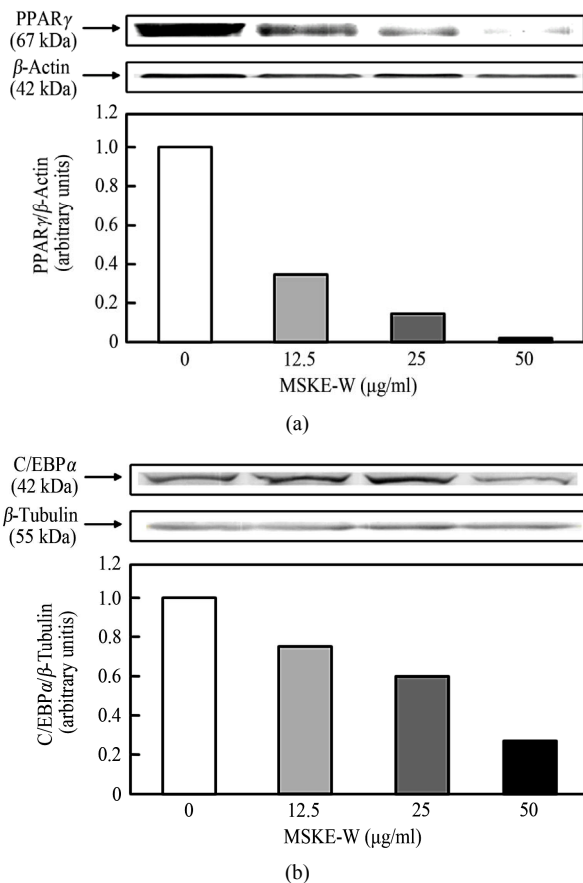 PPARγ
(67 kDa)
β-Actin
(42 kDa)
1.2
1.0
0.8
0.6
0.4
0.2
0
PPARγ/β-Actin
(arbitrary units)
0 12.5 25 50
MSKE-W (µg/ml)
(a)
C/EBPα
(42 kDa)
β-Tubulin
(55 kDa)
1.2
1.0
0.8
0.6
0.4
0.2
0
C/EBPα/β-Tubulin
(arbitrary unitis)
0 12.5 25 50
MSKE-W (µg/ml)
(b)